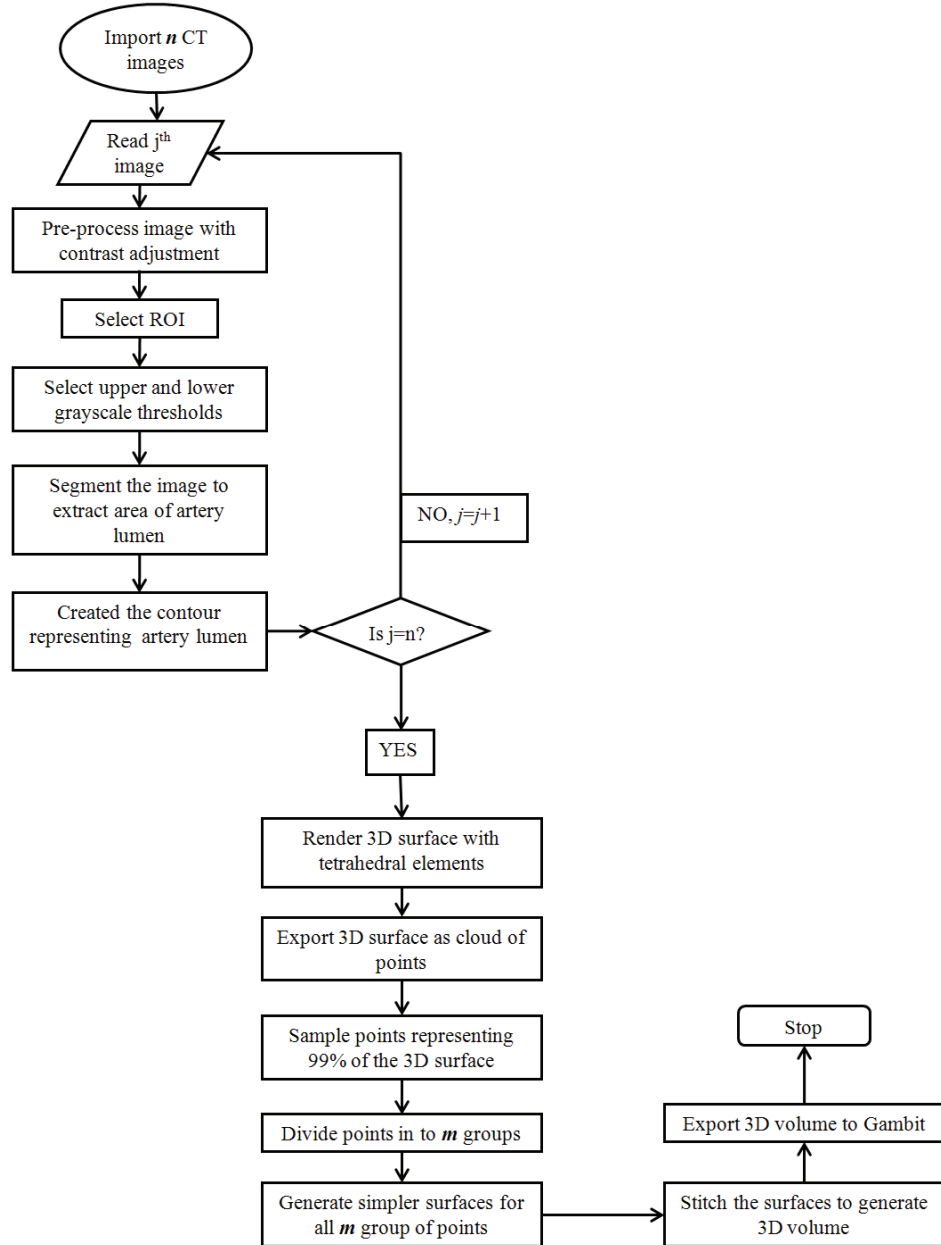 Import n CT
images
Read jth
image
Pre-process image with
contrast adjustment
Select ROI
Select upper and lower
grayscale thresholds
Segment the image to
extract area of artery
lumen
Created the contour
representing artery lumen
Is j=n?
NO, j=j+1
YES
Render 3D surface with
tetrahedral elements
Export 3D surface as cloud of
points
Sample points representing
99% of the 3D surface
Divide points in to m groups
Generate simpler surfaces for
all m group of points
Stitch the surfaces to generate
3D volume
Export 3D volume to Gambit
Stop